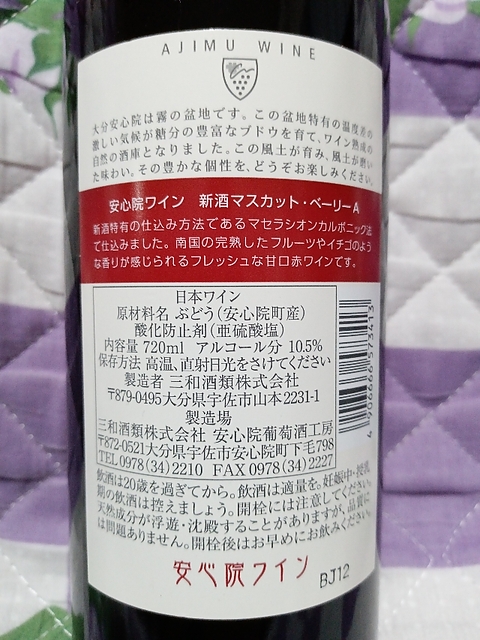 AJIMU WINE
大分安心院は霧の盆地です。この盆地特有の温度差の
激しい気候が糖分の豊富なブドウを育て、ワイン熟成の
自然の酒庫となりました。この風土が育み、風土が磨い
た味わい。その豊かな個性を、どうぞお楽しみください。
安心院ワイン 新酒マスカット・ベーリーA
新酒特有の仕込み方法であるマセラシオンカルボニック法
で仕込みました。南国の完熟したフルーツやイチゴのよう
な香りが感じられるフレッシュな甘口赤ワインです。
日本ワイン
原材料名 ぶどう(安心院町産)
酸化防止剤(亜硫酸塩)
内容量 720ml アルコール分 10.5%
保存方法 高温、直射日光をさけてください
製造者 三和酒類株式会社
〒879-0495大分県宇佐市山本2231-1
製造場
三和酒類株式会社 安心院葡萄酒工房
〒872-0521大分県宇佐市安心院町下毛798
TEL 0978(34)2210 FAX 0978(34)2227
4 906666 573413
飲酒は20歳を過ぎてから。飲酒は適量を。妊娠中・授乳
期の飲酒は控えましょう。開栓には注意してください。
天然成分が浮遊・沈殿することがありますが、品質に
は問題ありません。開栓後はお早めにお飲みください。
安心院ワイン
BJ12